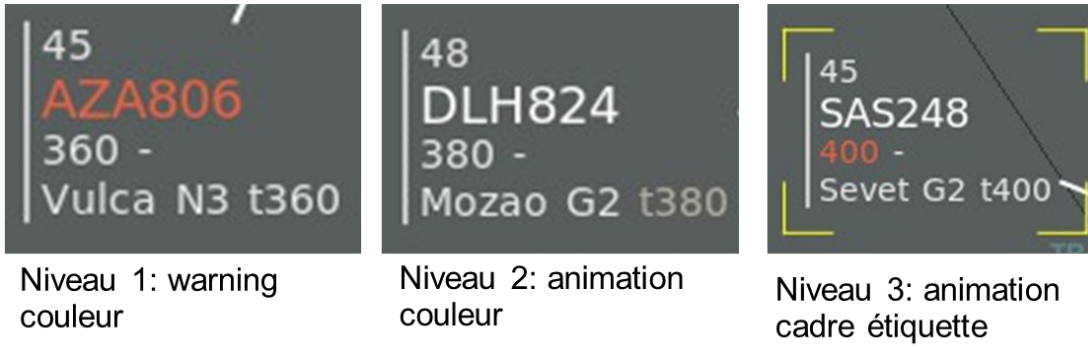 45
AZA806
360 -
Vulca N3 t360
Niveau 1: warning
couleur
48
DLH824
380 -
Mozao G2 t380
Niveau 2: animation
couleur
45
SAS248
400 -
Sevet G2 t400
Niveau 3: animation
cadre étiquette